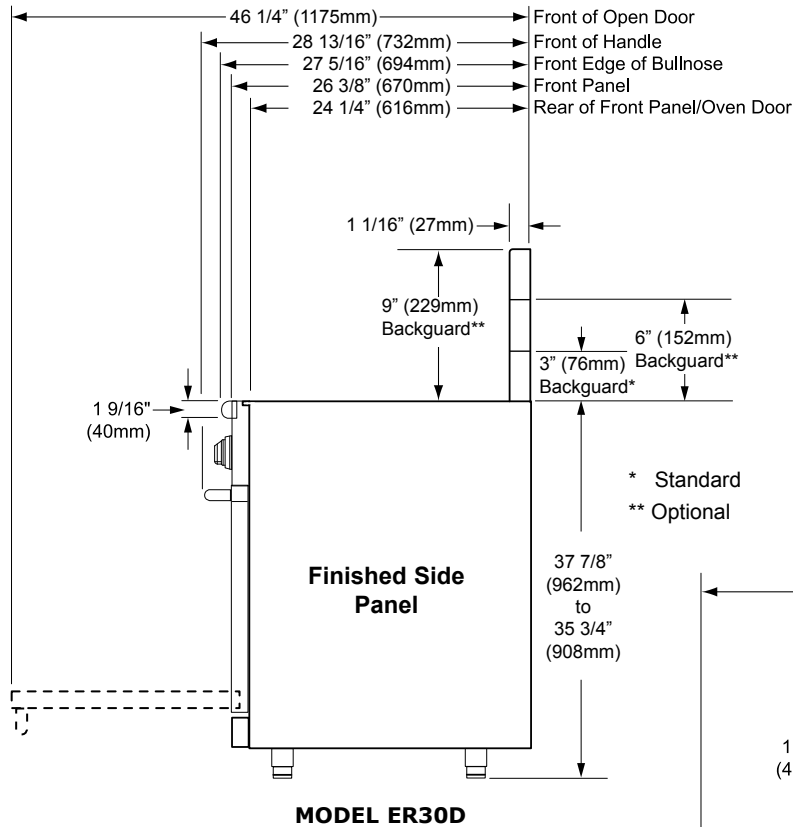 46 1/4” (1175mm) Front of Open Door
28 13/16” (732mm) Front of Handle
27 5/16” (694mm) Front Edge of Bullnose
26 3/8” (670mm) Front Panel
24 1/4” (616mm) Rear of Front Panel/Oven Door
1 1/16” (27mm)
9” (229mm)
Backguard**
6” (152mm)
Backguard**
3” (76mm)
Backguard*
1 9/16"
(40mm)
* Standard
** Optional
Finished Side
Panel
37 7/8”
(962mm)
to
35 3/4”
(908mm)
1
(4
MODEL ER30D